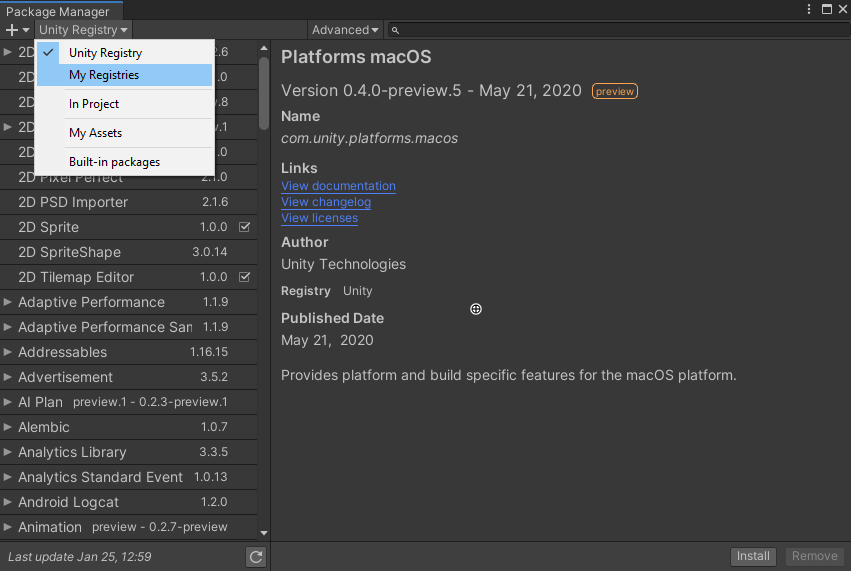 Package Manager
Unity Registry
Advanced
Unity Registry
My Registries
In Project
My Assets
Built-in packages
2D .6
2D .0
2D .8
2D .1
2D .0
2D Pixel Perfect 2.1.0
2D PSD Importer 2.1.6
2D Sprite 1.0.0
2D SpriteShape 3.0.14
2D Tilemap Editor 1.0.0
Adaptive Performance 1.1.9
Adaptive Performance Sam 1.1.9
Addressables 1.16.15
Advertisement 3.5.2
AI Plan preview.1 - 0.2.3-preview.1
Alembic 1.0.7
Analytics Library 3.3.5
Analytics Standard Event 1.0.13
Android Logcat 1.2.0
Animation preview - 0.2.7-preview
Last update Jan 25, 12:59
Platforms macOS
Version 0.4.0-preview.5 - May 21, 2020 preview
Name
com.unity.platforms.macos
Links
View documentation
View changelog
View licenses
Author
Unity Technologies
Registry Unity
Published Date
May 21, 2020
Provides platform and build specific features for the macOS platform.
Install Remove